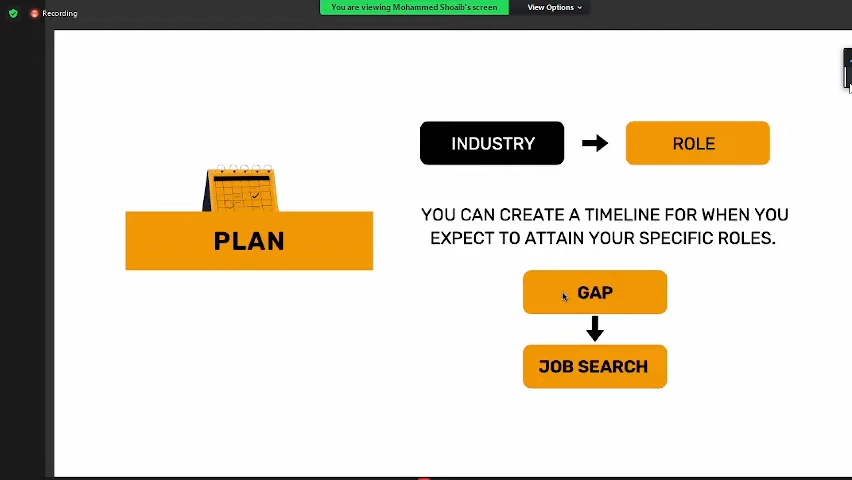 Recording
You are viewing Mohammed Shoaib's screen
View Options
INDUSTRY
ROLE
YOU CAN CREATE A TIMELINE FOR WHEN YOU
EXPECT TO ATTAIN YOUR SPECIFIC ROLES.
PLAN
GAP
JOB SEARCH